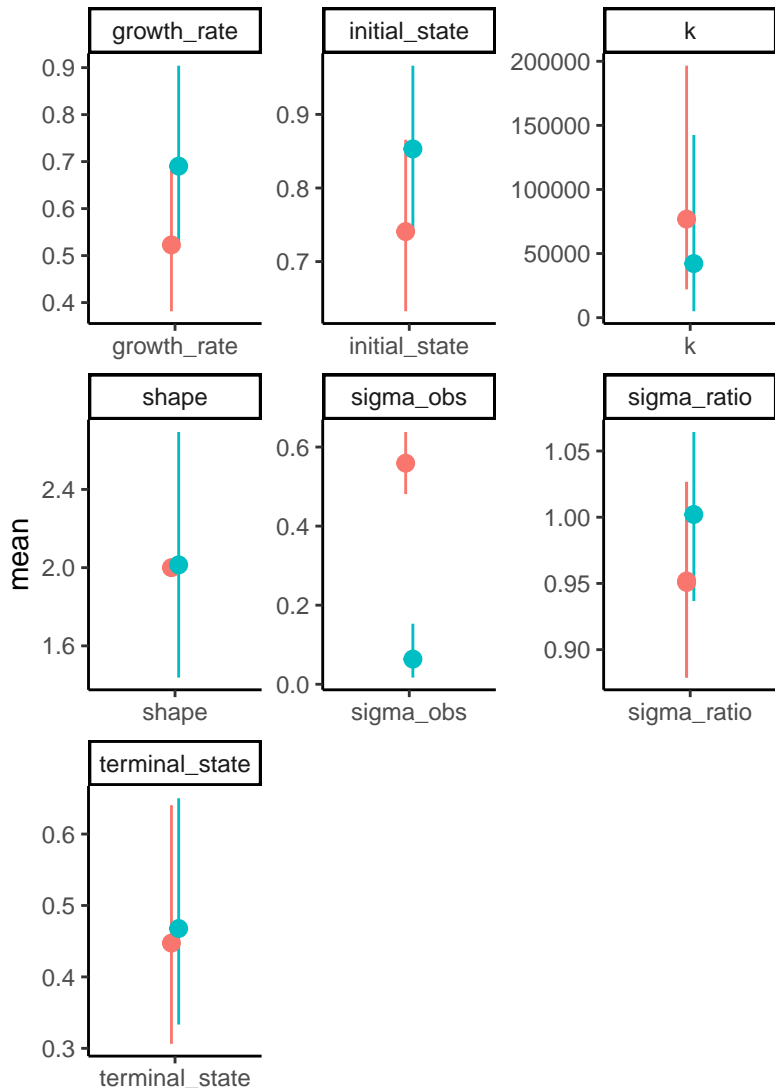 growth_rate
0.9
0.8
0.7
0.6
0.5
0.4
growth_rate
initial_state
0.9
0.8
0.7
initial_state
k
200000
150000
100000
50000
0
k
mean
shape
2.4
2.0
1.6
shape
sigma_obs
0.6
0.4
0.2
0.0
sigma_obs
sigma_ratio
1.05
1.00
0.95
0.90
sigma_ratio
terminal_state
0.6
0.5
0.4
0.3
terminal_state